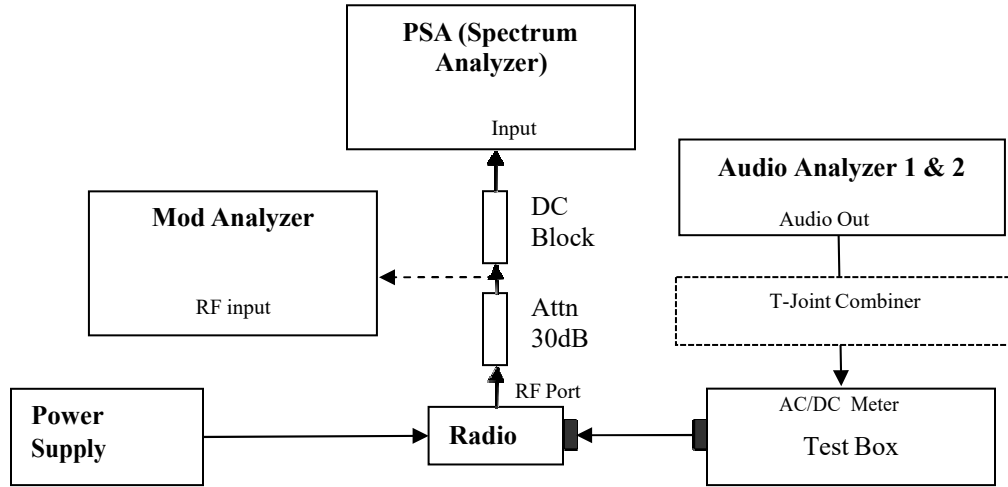 PSA (Spectrum
Analyzer)
Input
Audio Analyzer 1 & 2
Audio Out
Mod Analyzer
RF input
DC
Block
T-Joint Combiner
Attn
30dB
RF Port
Power
Supply
Radio
AC/DC Meter
Test Box